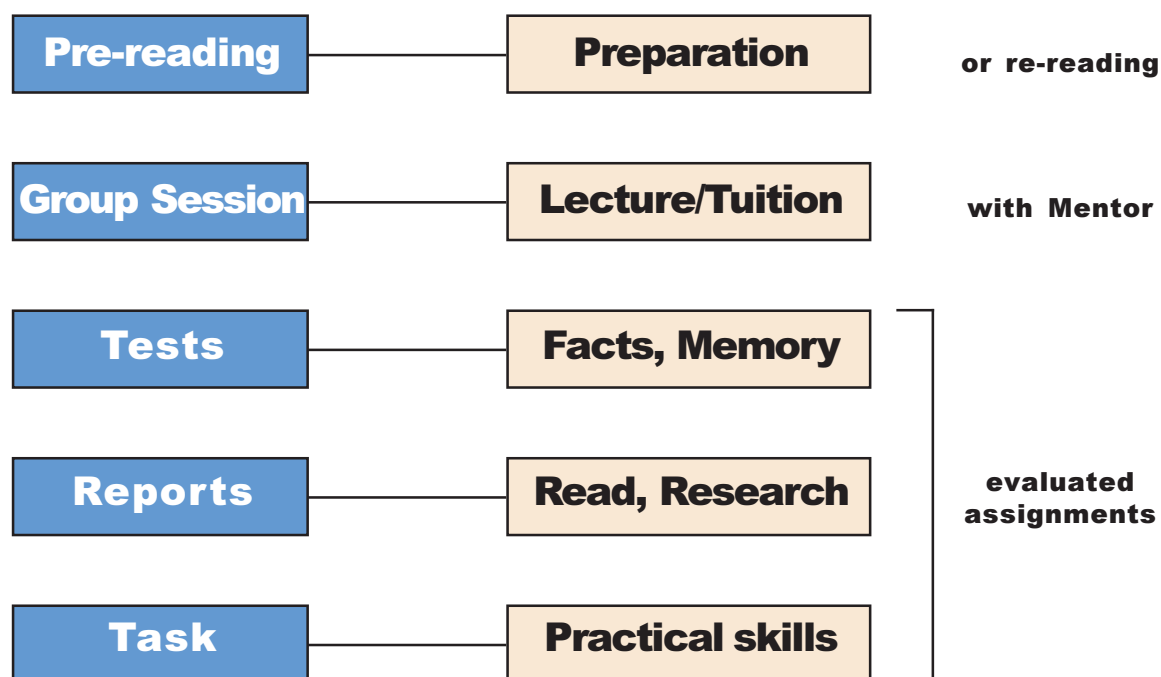 Pre-reading Preparation or re-reading
Group Session Lecture/Tuition with Mentor
Tests Facts, Memory
Reports Read, Research evaluated
assignments
Task Practical skills